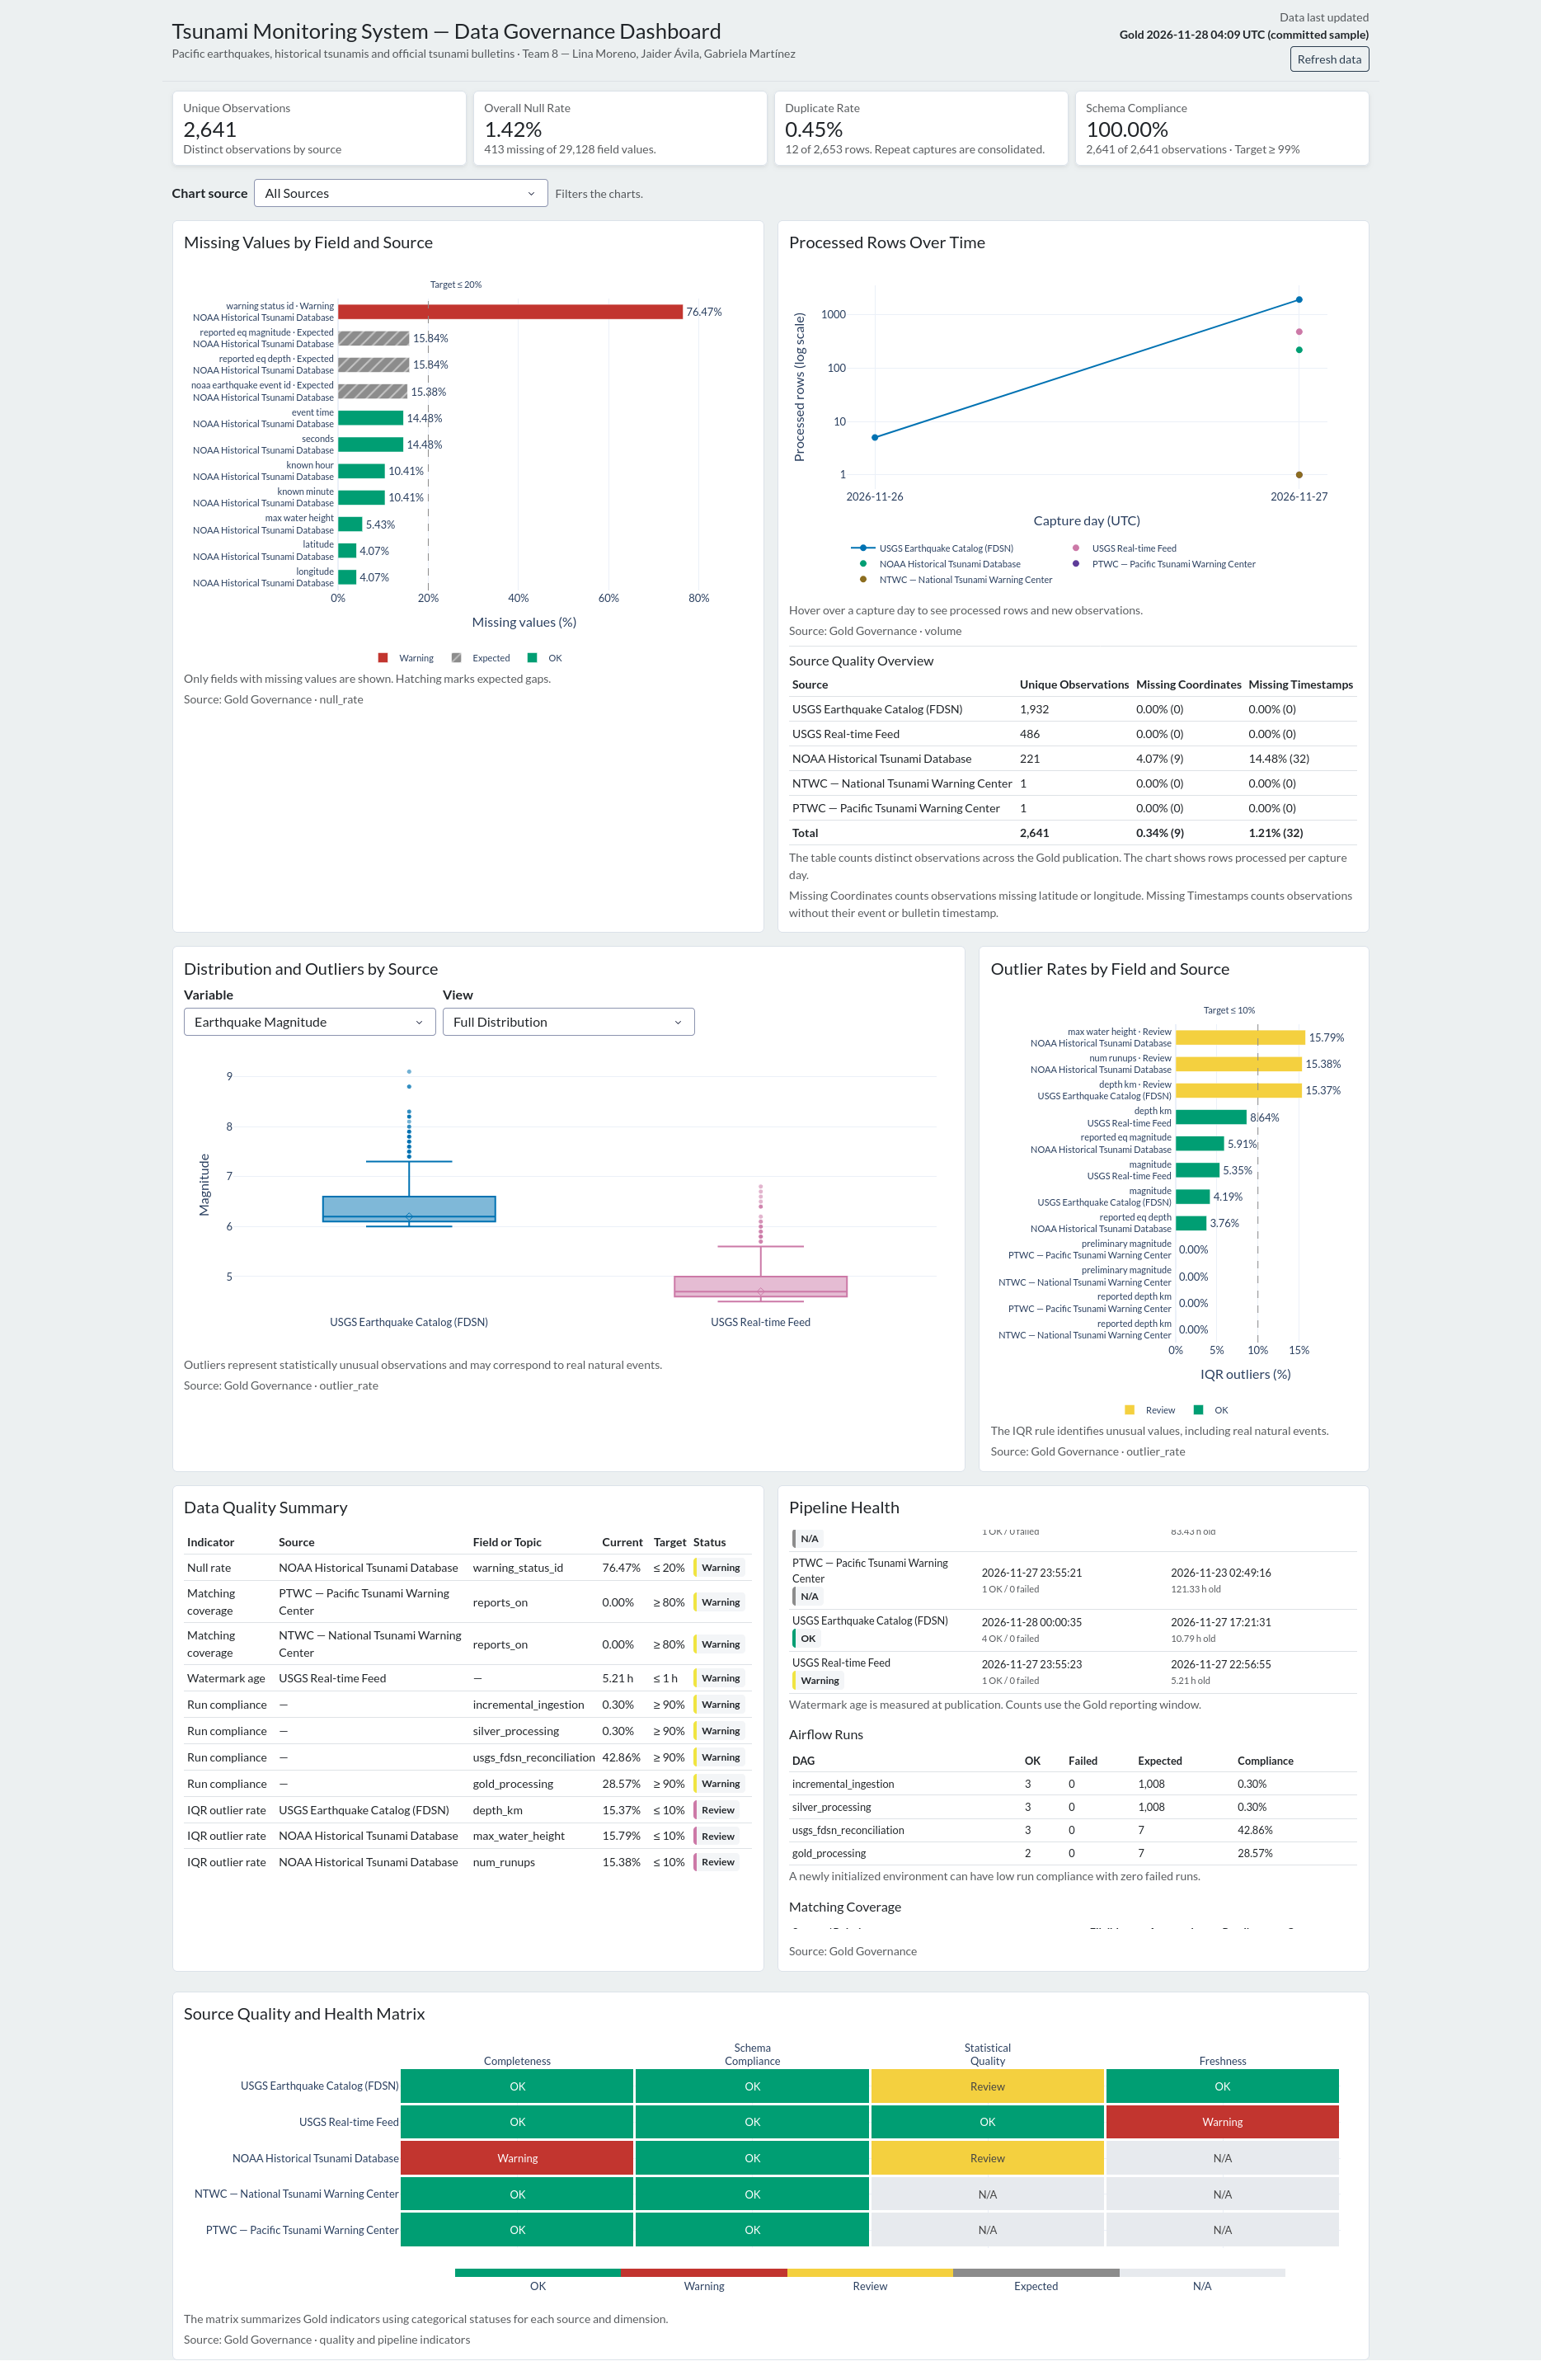 Tsunami Monitoring System — Data Governance Dashboard
Pacific earthquakes, historical tsunamis and official tsunami bulletins · Team 8 — Lina Moreno, Jaider Ávila, Gabriela Martínez
Data last updated
Gold 2026-11-28 04:09 UTC (committed sample)
Refresh data
Unique Observations
2,641
Distinct observations by source
Overall Null Rate
1.42%
413 missing of 29,128 field values.
Duplicate Rate
0.45%
12 of 2,653 rows. Repeat captures are consolidated.
Schema Compliance
100.00%
2,641 of 2,641 observations · Target ≥ 99%
Chart source All Sources Filters the charts.
Missing Values by Field and Source
Target ≤ 20%
warning status id · Warning
NOAA Historical Tsunami Database 76.47%
reported eq magnitude · Expected
NOAA Historical Tsunami Database 15.84%
reported eq depth · Expected
NOAA Historical Tsunami Database 15.84%
noaa earthquake event id · Expected
NOAA Historical Tsunami Database 15.38%
event time
NOAA Historical Tsunami Database 14.48%
seconds
NOAA Historical Tsunami Database 14.48%
known hour
NOAA Historical Tsunami Database 10.41%
known minute
NOAA Historical Tsunami Database 10.41%
max water height
NOAA Historical Tsunami Database 5.43%
latitude
NOAA Historical Tsunami Database 4.07%
longitude
NOAA Historical Tsunami Database 4.07%
0% 20% 40% 60% 80%
Missing values (%)
Warning Expected OK
Only fields with missing values are shown. Hatching marks expected gaps.
Source: Gold Governance · null_rate
Processed Rows Over Time
Processed rows (log scale)
1000
100
10
1
2026-11-26 2026-11-27
Capture day (UTC)
USGS Earthquake Catalog (FDSN) USGS Real-time Feed
NOAA Historical Tsunami Database PTWC — Pacific Tsunami Warning Center
NTWC — National Tsunami Warning Center
Hover over a capture day to see processed rows and new observations.
Source: Gold Governance · volume
Source Quality Overview
Source Unique Observations Missing Coordinates Missing Timestamps
USGS Earthquake Catalog (FDSN) 1,932 0.00% (0) 0.00% (0)
USGS Real-time Feed 486 0.00% (0) 0.00% (0)
NOAA Historical Tsunami Database 221 4.07% (9) 14.48% (32)
NTWC — National Tsunami Warning Center 1 0.00% (0) 0.00% (0)
PTWC — Pacific Tsunami Warning Center 1 0.00% (0) 0.00% (0)
Total 2,641 0.34% (9) 1.21% (32)
The table counts distinct observations across the Gold publication. The chart shows rows processed per capture
day.
Missing Coordinates counts observations missing latitude or longitude. Missing Timestamps counts observations
without their event or bulletin timestamp.
Distribution and Outliers by Source
Variable View
Earthquake Magnitude Full Distribution
Magnitude
9
8
7
6
5
USGS Earthquake Catalog (FDSN) USGS Real-time Feed
Outliers represent statistically unusual observations and may correspond to real natural events.
Source: Gold Governance · outlier_rate
Outlier Rates by Field and Source
Target ≤ 10%
max water height · Review
NOAA Historical Tsunami Database 15.79%
num runups · Review
NOAA Historical Tsunami Database 15.38%
depth km · Review
USGS Earthquake Catalog (FDSN) 15.37%
depth km
USGS Real-time Feed 8.64%
reported eq magnitude
NOAA Historical Tsunami Database 5.91%
magnitude
USGS Real-time Feed 5.35%
magnitude
USGS Earthquake Catalog (FDSN) 4.19%
reported eq depth
NOAA Historical Tsunami Database 3.76%
preliminary magnitude
PTWC — Pacific Tsunami Warning Center 0.00%
preliminary magnitude
NTWC — National Tsunami Warning Center 0.00%
reported depth km
PTWC — Pacific Tsunami Warning Center 0.00%
reported depth km
NTWC — National Tsunami Warning Center 0.00%
0% 5% 10% 15%
IQR outliers (%)
Review OK
The IQR rule identifies unusual values, including real natural events.
Source: Gold Governance · outlier_rate
Data Quality Summary
Indicator Source Field or Topic Current Target Status
Null rate NOAA Historical Tsunami Database warning_status_id 76.47% ≤ 20% Warning
Matching coverage PTWC — Pacific Tsunami Warning Center reports_on 0.00% ≥ 80% Warning
Matching coverage NTWC — National Tsunami Warning Center reports_on 0.00% ≥ 80% Warning
Watermark age USGS Real-time Feed — 5.21 h ≤ 1 h Warning
Run compliance — incremental_ingestion 0.30% ≥ 90% Warning
Run compliance — silver_processing 0.30% ≥ 90% Warning
Run compliance — usgs_fdsn_reconciliation 42.86% ≥ 90% Warning
Run compliance — gold_processing 28.57% ≥ 90% Warning
IQR outlier rate USGS Earthquake Catalog (FDSN) depth_km 15.37% ≤ 10% Review
IQR outlier rate NOAA Historical Tsunami Database max_water_height 15.79% ≤ 10% Review
IQR outlier rate NOAA Historical Tsunami Database num_runups 15.38% ≤ 10% Review
Pipeline Health
N/A 1 OK / 0 failed 83.43 h old
PTWC — Pacific Tsunami Warning
Center
N/A
2026-11-27 23:55:21
1 OK / 0 failed
2026-11-23 02:49:16
121.33 h old
USGS Earthquake Catalog (FDSN)
OK
2026-11-28 00:00:35
4 OK / 0 failed
2026-11-27 17:21:31
10.79 h old
USGS Real-time Feed
Warning
2026-11-27 23:55:23
1 OK / 0 failed
2026-11-27 22:56:55
5.21 h old
Watermark age is measured at publication. Counts use the Gold reporting window.
Airflow Runs
DAG OK Failed Expected Compliance
incremental_ingestion 3 0 1,008 0.30%
silver_processing 3 0 1,008 0.30%
usgs_fdsn_reconciliation 3 0 7 42.86%
gold_processing 2 0 7 28.57%
A newly initialized environment can have low run compliance with zero failed runs.
Matching Coverage
Source: Gold Governance
Source Quality and Health Matrix
Completeness Schema Compliance Statistical Quality Freshness
USGS Earthquake Catalog (FDSN) OK OK Review OK
USGS Real-time Feed OK OK OK Warning
NOAA Historical Tsunami Database Warning OK Review N/A
NTWC — National Tsunami Warning Center OK OK N/A N/A
PTWC — Pacific Tsunami Warning Center OK OK N/A N/A
OK Warning Review Expected N/A
The matrix summarizes Gold indicators using categorical statuses for each source and dimension.
Source: Gold Governance · quality and pipeline indicators